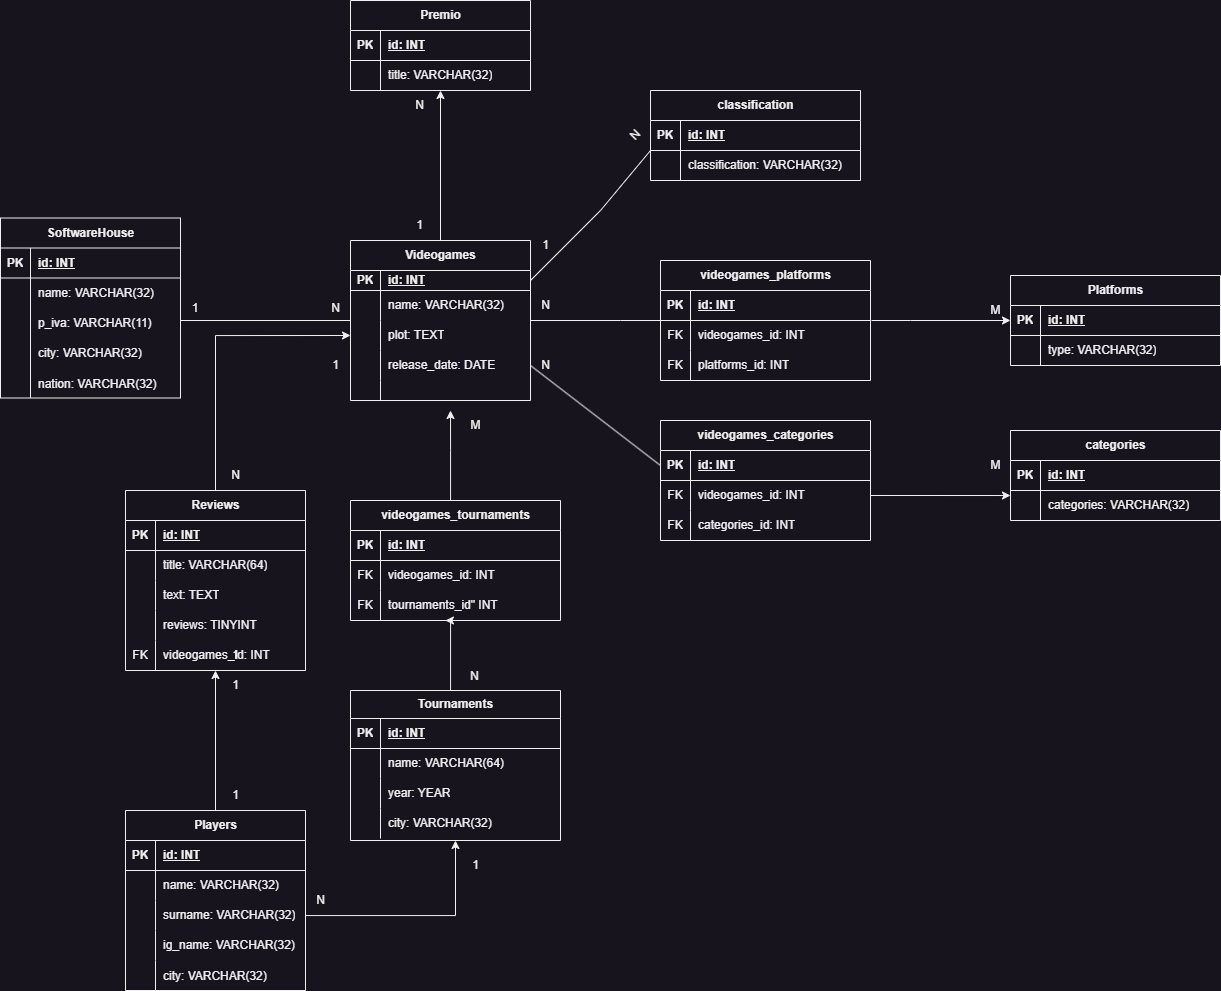 Premio
PK id: INT
title: VARCHAR(32)
N
1
classification
PK id: INT
classification: VARCHAR(32)
N
1
SoftwareHouse
PK id: INT
name: VARCHAR(32)
p_iva: VARCHAR(11)
city: VARCHAR(32)
nation: VARCHAR(32)
1
N
Videogames
PK id: INT
name: VARCHAR(32)
plot: TEXT
release_date: DATE
1
N
N
videogames_platforms
PK id: INT
FK videogames_id: INT
FK platforms_id: INT
M
Platforms
PK id: INT
type: VARCHAR(32)
videogames_categories
PK id: INT
FK videogames_id: INT
FK categories_id: INT
M
categories
PK id: INT
categories: VARCHAR(32)
N
Reviews
PK id: INT
title: VARCHAR(64)
text: TEXT
reviews: TINYINT
FK videogames_id: INT
1
1
M
videogames_tournaments
PK id: INT
FK videogames_id: INT
FK tournaments_id" INT
N
Tournaments
PK id: INT
name: VARCHAR(64)
year: YEAR
city: VARCHAR(32)
1
N
Players
PK id: INT
name: VARCHAR(32)
surname: VARCHAR(32)
ig_name: VARCHAR(32)
city: VARCHAR(32)